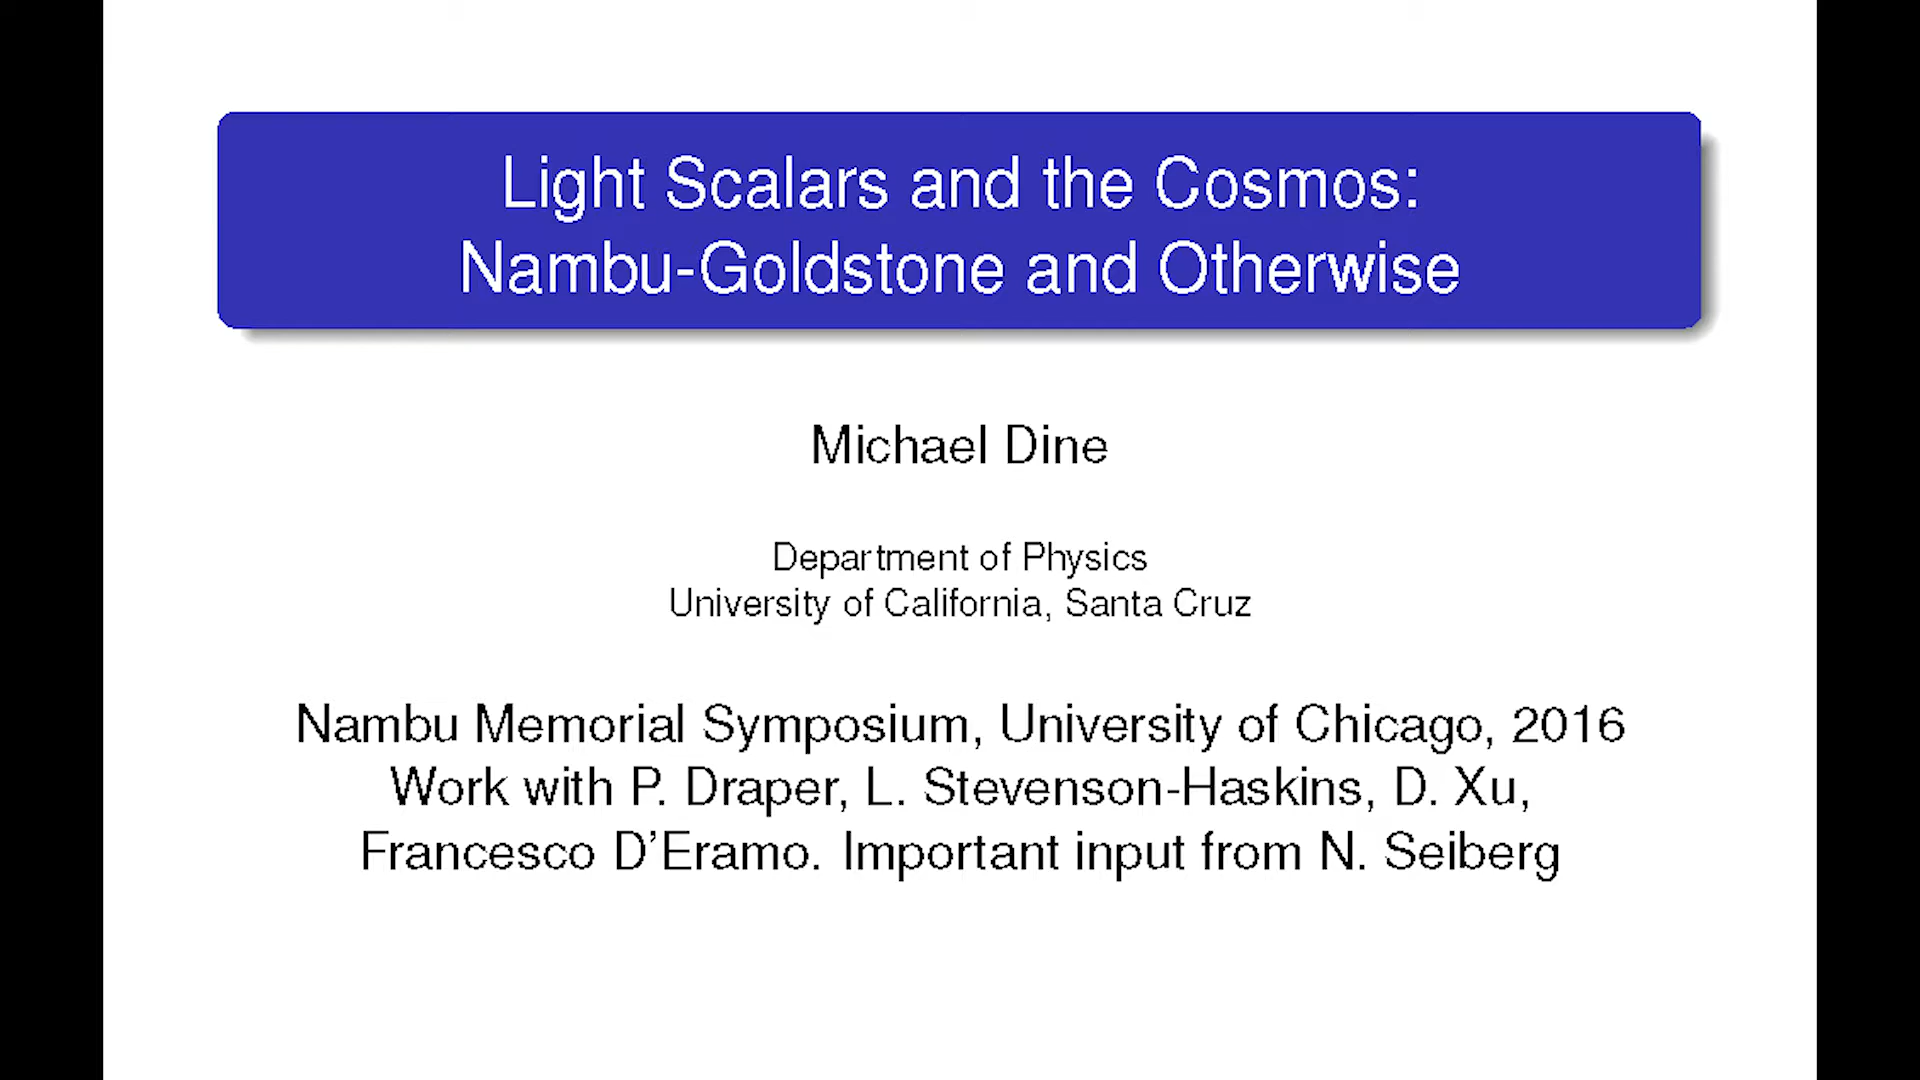 Light Scalars and the Cosmos:
Nambu-Goldstone and Otherwise
Michael Dine
Department of Physics
University of California, Santa Cruz
Nambu Memorial Symposium, University of Chicago, 2016
Work with P. Draper, L. Stevenson-Haskins, D. Xu,
Francesco D'Eramo. Important input from N. Seiberg